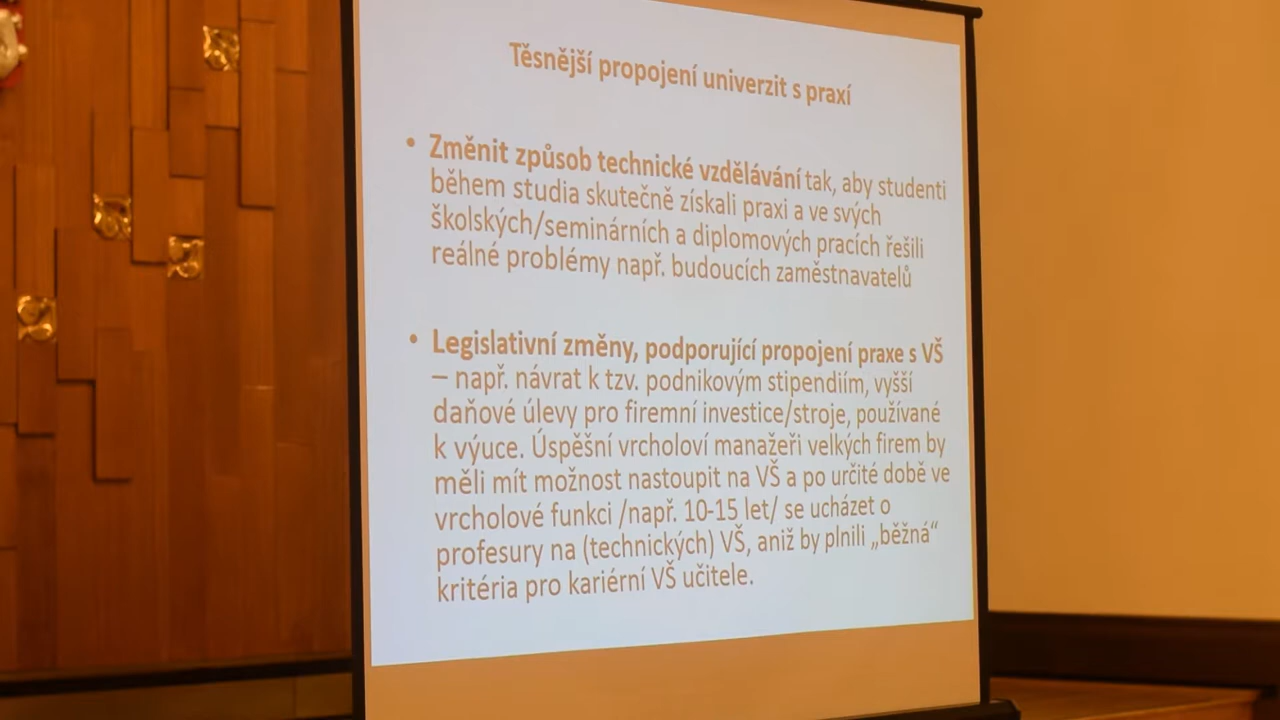 Těsnější propojení univerzit s praxí
• Změnit způsob technické vzdělávání tak, aby studenti
během studia skutečně získali praxi a ve svých
školských/seminárních a diplomových pracích řešili
reálné problémy např. budoucích zaměstnavatelů
• Legislativní změny, podporující propojení praxe s VŠ
– např. návrat k tzv. podnikovým stipendiím, vyšší
daňové úlevy pro firemní investice/stroje, používané
k výuce. Úspěšní vrcholoví manažeři velkých firem by
měli mít možnost nastoupit na VŠ a po určité době ve
vrcholové funkci /např. 10-15 let/ se ucházet o
profesury na (technických) VŠ, aniž by plnili „běžná“
kritéria pro kariérní VŠ učitele.